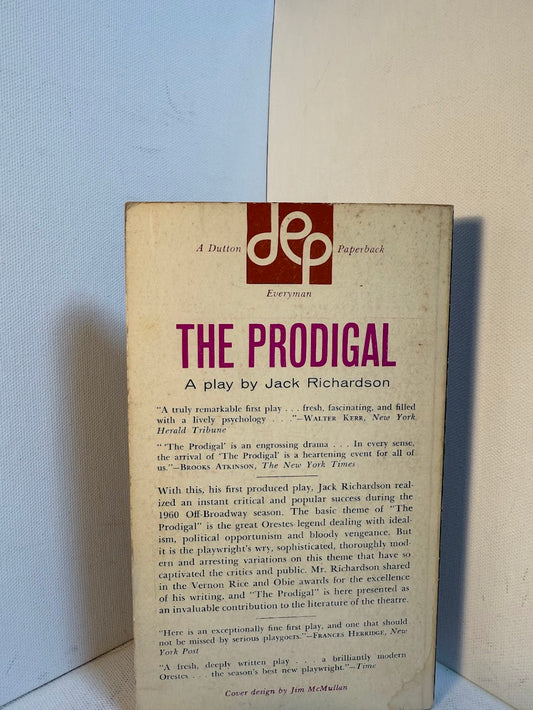 A Dutton dep Paperback
Everyman
THE PRODIGAL
A play by Jack Richardson
"A truly remarkable first play . . . fresh, fascinating, and filled
with a lively psychology . . ."—WALTER KERR, New York
Herald Tribune
" 'The Prodigal' is an engrossing drama . . . In every sense,
the arrival of 'The Prodigal' is a heartening event for all of
us."—BROOKS ATKINSON, The New York Times
With this, his first produced play, Jack Richardson real-
ized an instant critical and popular success during the
1960 Off-Broadway season. The basic theme of "The
Prodigal" is the great Orestes legend dealing with ideal-
ism, political opportunism and bloody vengeance. But
it is the playwright's wry, sophisticated, thoroughly mod-
ern and arresting variations on this theme that have so
captivated the critics and public. Mr. Richardson shared
in the Vernon Rice and Obie awards for the excellence
of his writing, and "The Prodigal" is here presented as
an invaluable contribution to the literature of the theatre.
"Here is an exceptionally fine first play, and one that should
not be missed by serious playgoers."—FRANCES HERRIDGE, New
York Post
"A fresh, deeply written play . . . a brilliantly modern
Orestes . . . the season's best new playwright."—Time
Cover design by Jim McMullan